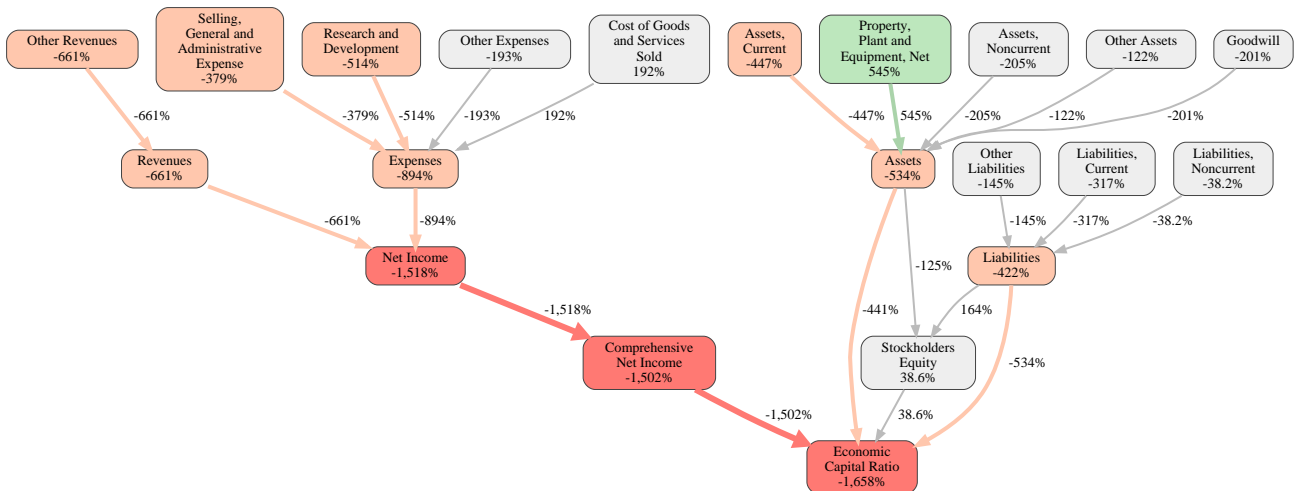 Other Revenues
-661%
Selling,
General and
Administrative
Expense
-379%
Research and
Development
-514%
Other Expenses
-193%
Cost of Goods
and Services
Sold
192%
Assets,
Current
-447%
Property,
Plant and
Equipment, Net
545%
Assets,
Noncurrent
-205%
Other Assets
-122%
Goodwill
-201%
-661%
-379%
-514%
-193%
192%
-447%
545%
-205%
-122%
-201%
Revenues
-661%
Expenses
-894%
Assets
-534%
Other
Liabilities
-145%
Liabilities,
Current
-317%
Liabilities,
Noncurrent
-38.2%
-661%
-894%
-145%
-317%
-38.2%
Net Income
-1,518%
-125%
Liabilities
-422%
-1,518%
-441%
164%
Comprehensive
Net Income
-1,502%
Stockholders
Equity
38.6%
-534%
-1,502%
38.6%
Economic
Capital Ratio
-1,658%